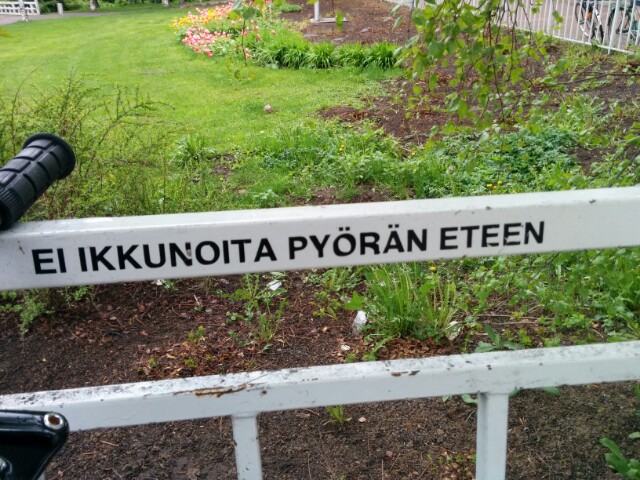 EI IKKUNOITA PYÖRÄN ETEEN